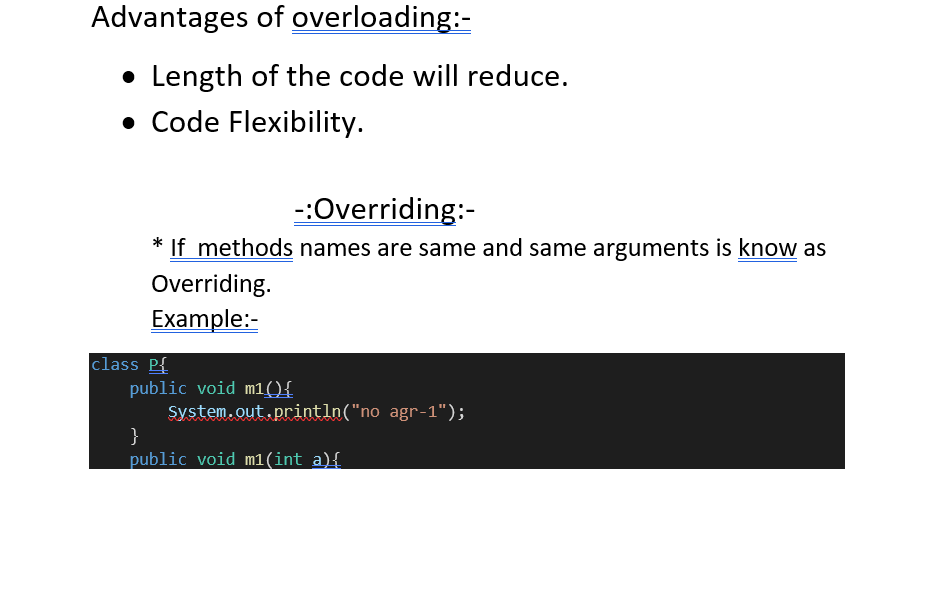 Advantages of overloading:-
• Length of the code will reduce.
• Code Flexibility.
-:Overriding:-
* If  methods names are same and same arguments is know as
Overriding.
Example:-
class P{
    public void m1(){
        System.out.println("no agr-1");
    }
    public void m1(int a){